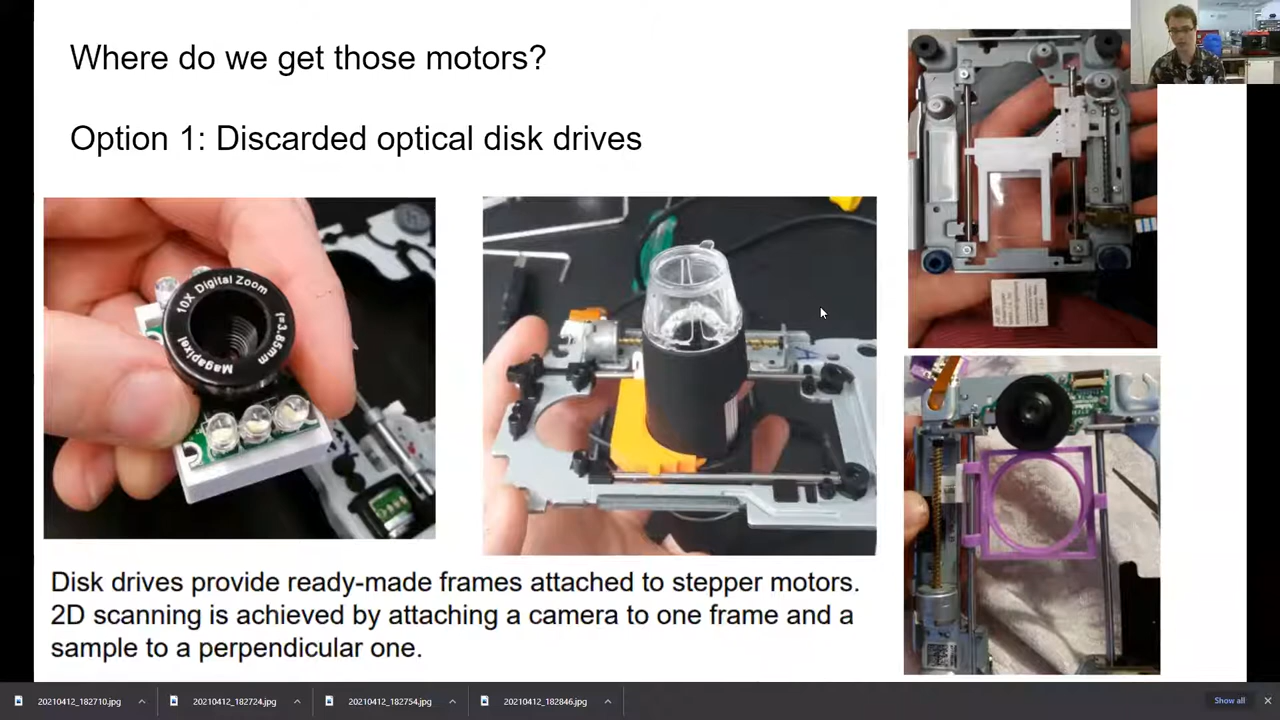 Where do we get those motors?
Option 1: Discarded optical disk drives
10X Digital Zoom
f=3.85mm
Magapixel
Disk drives provide ready-made frames attached to stepper motors.
2D scanning is achieved by attaching a camera to one frame and a
sample to a perpendicular one.
20210412_182710.jpg
20210412_182724.jpg
20210412_182754.jpg
20210412_182846.jpg
Show all